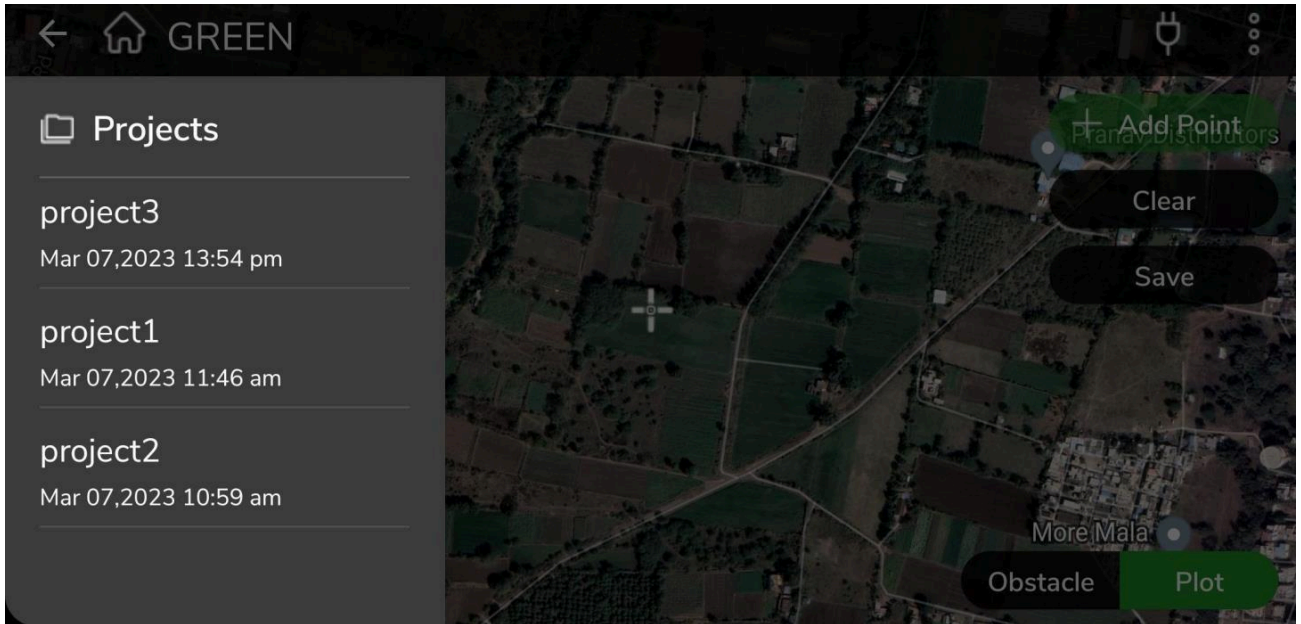 GREEN
Projects
project3
Mar 07,2023 13:54 pm
project1
Mar 07,2023 11:46 am
project2
Mar 07,2023 10:59 am
Add Point
Pranav Distributors
Clear
Save
More Mala
Obstacle
Plot